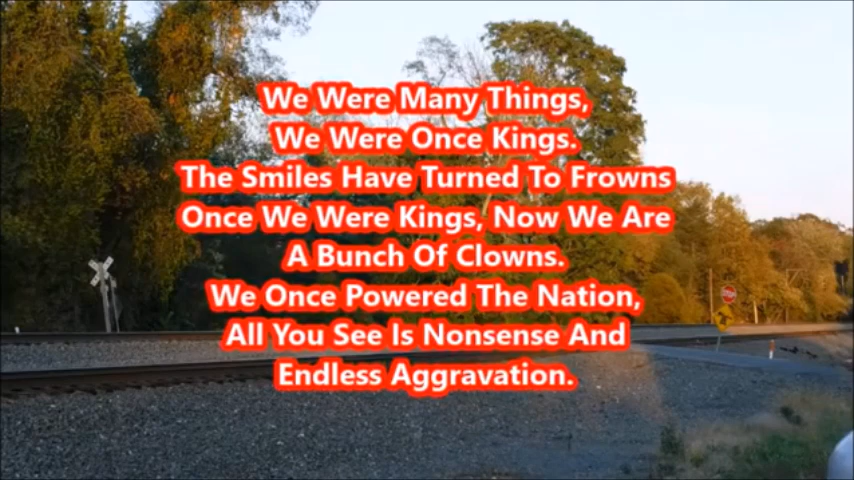 We Were Many Things,
We Were Once Kings.
The Smiles Have Turned To Frowns
Once We Were Kings, Now We Are
A Bunch Of Clowns.
We Once Powered The Nation,
All You See Is Nonsense And
Endless Aggravation.